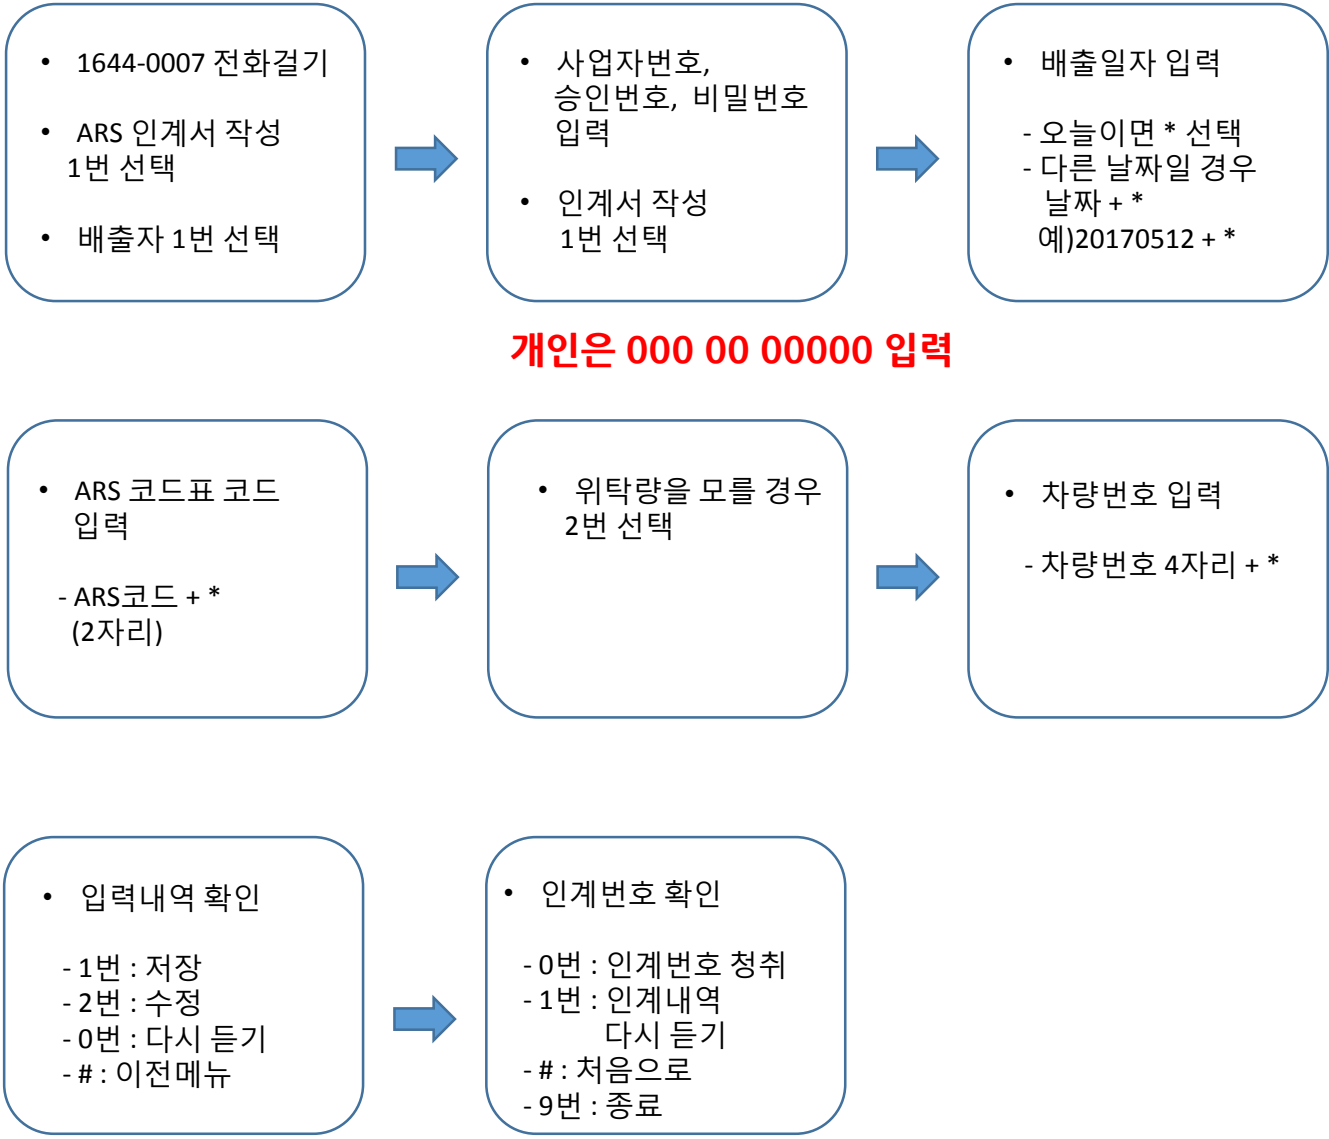 • 1644-0007 전화걸기
• ARS 인계서 작성
1번 선택
• 배출자 1번 선택
• 사업자번호,
승인번호, 비밀번호
입력
• 인계서 작성
1번 선택
• 배출일자 입력
- 오늘이면 * 선택
- 다른 날짜일 경우
날짜 + *
예)20170512 + *
개인은 000 00 00000 입력
• ARS 코드표 코드
입력
- ARS코드 + *
(2자리)
• 위탁량을 모를 경우
2번 선택
• 차량번호 입력
- 차량번호 4자리 + *
• 입력내역 확인
- 1번 : 저장
- 2번 : 수정
- 0번 : 다시 듣기
- # : 이전메뉴
• 인계번호 확인
- 0번 : 인계번호 청취
- 1번 : 인계내역
다시 듣기
- # : 처음으로
- 9번 : 종료